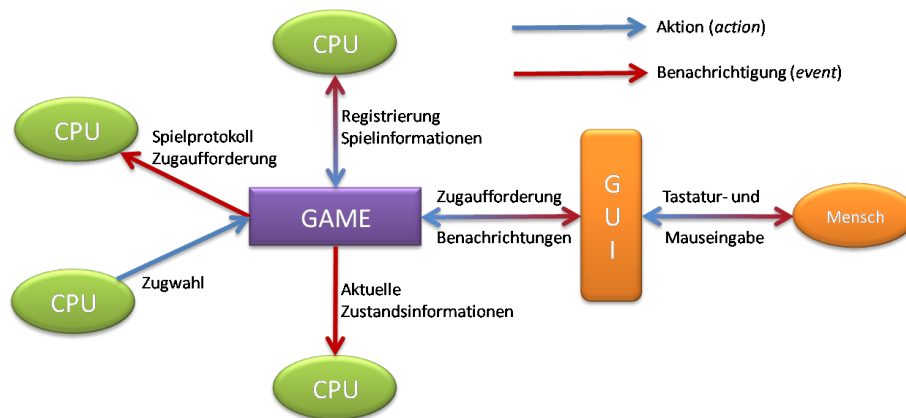 CPU
Aktion (action)
Benachrichtigung (event)
CPU
Spielprotokoll
Zugaufforderung
Registrierung
Spielinformationen
GAME
Zugaufforderung
Benachrichtungen
G
U
I
Tastatur- und
Mauseingabe
Mensch
CPU
Zugwahl
Aktuelle
Zustandsinformationen
CPU